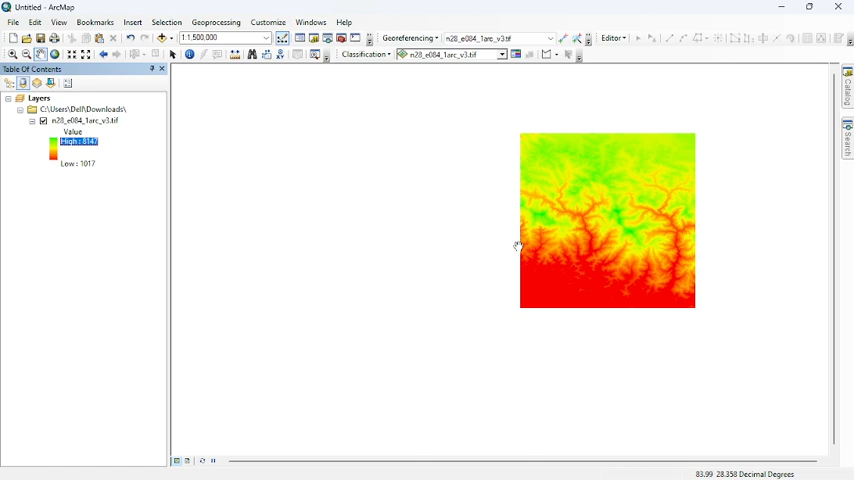 Untitled - ArcMap
File Edit View Bookmarks Insert Selection Geoprocessing Customize Windows Help
1:1,500,000 Georeferencing n28_e084_1arc_v3.tif Editor
Classification n28_e084_1arc_v3.tif
Table Of Contents
Layers
C:\Users\Dell\Downloads\
n28_e084_1arc_v3.tif
Value
High : 8147
Low : 1017
Catalog
Search
83.99 28.358 Decimal Degrees